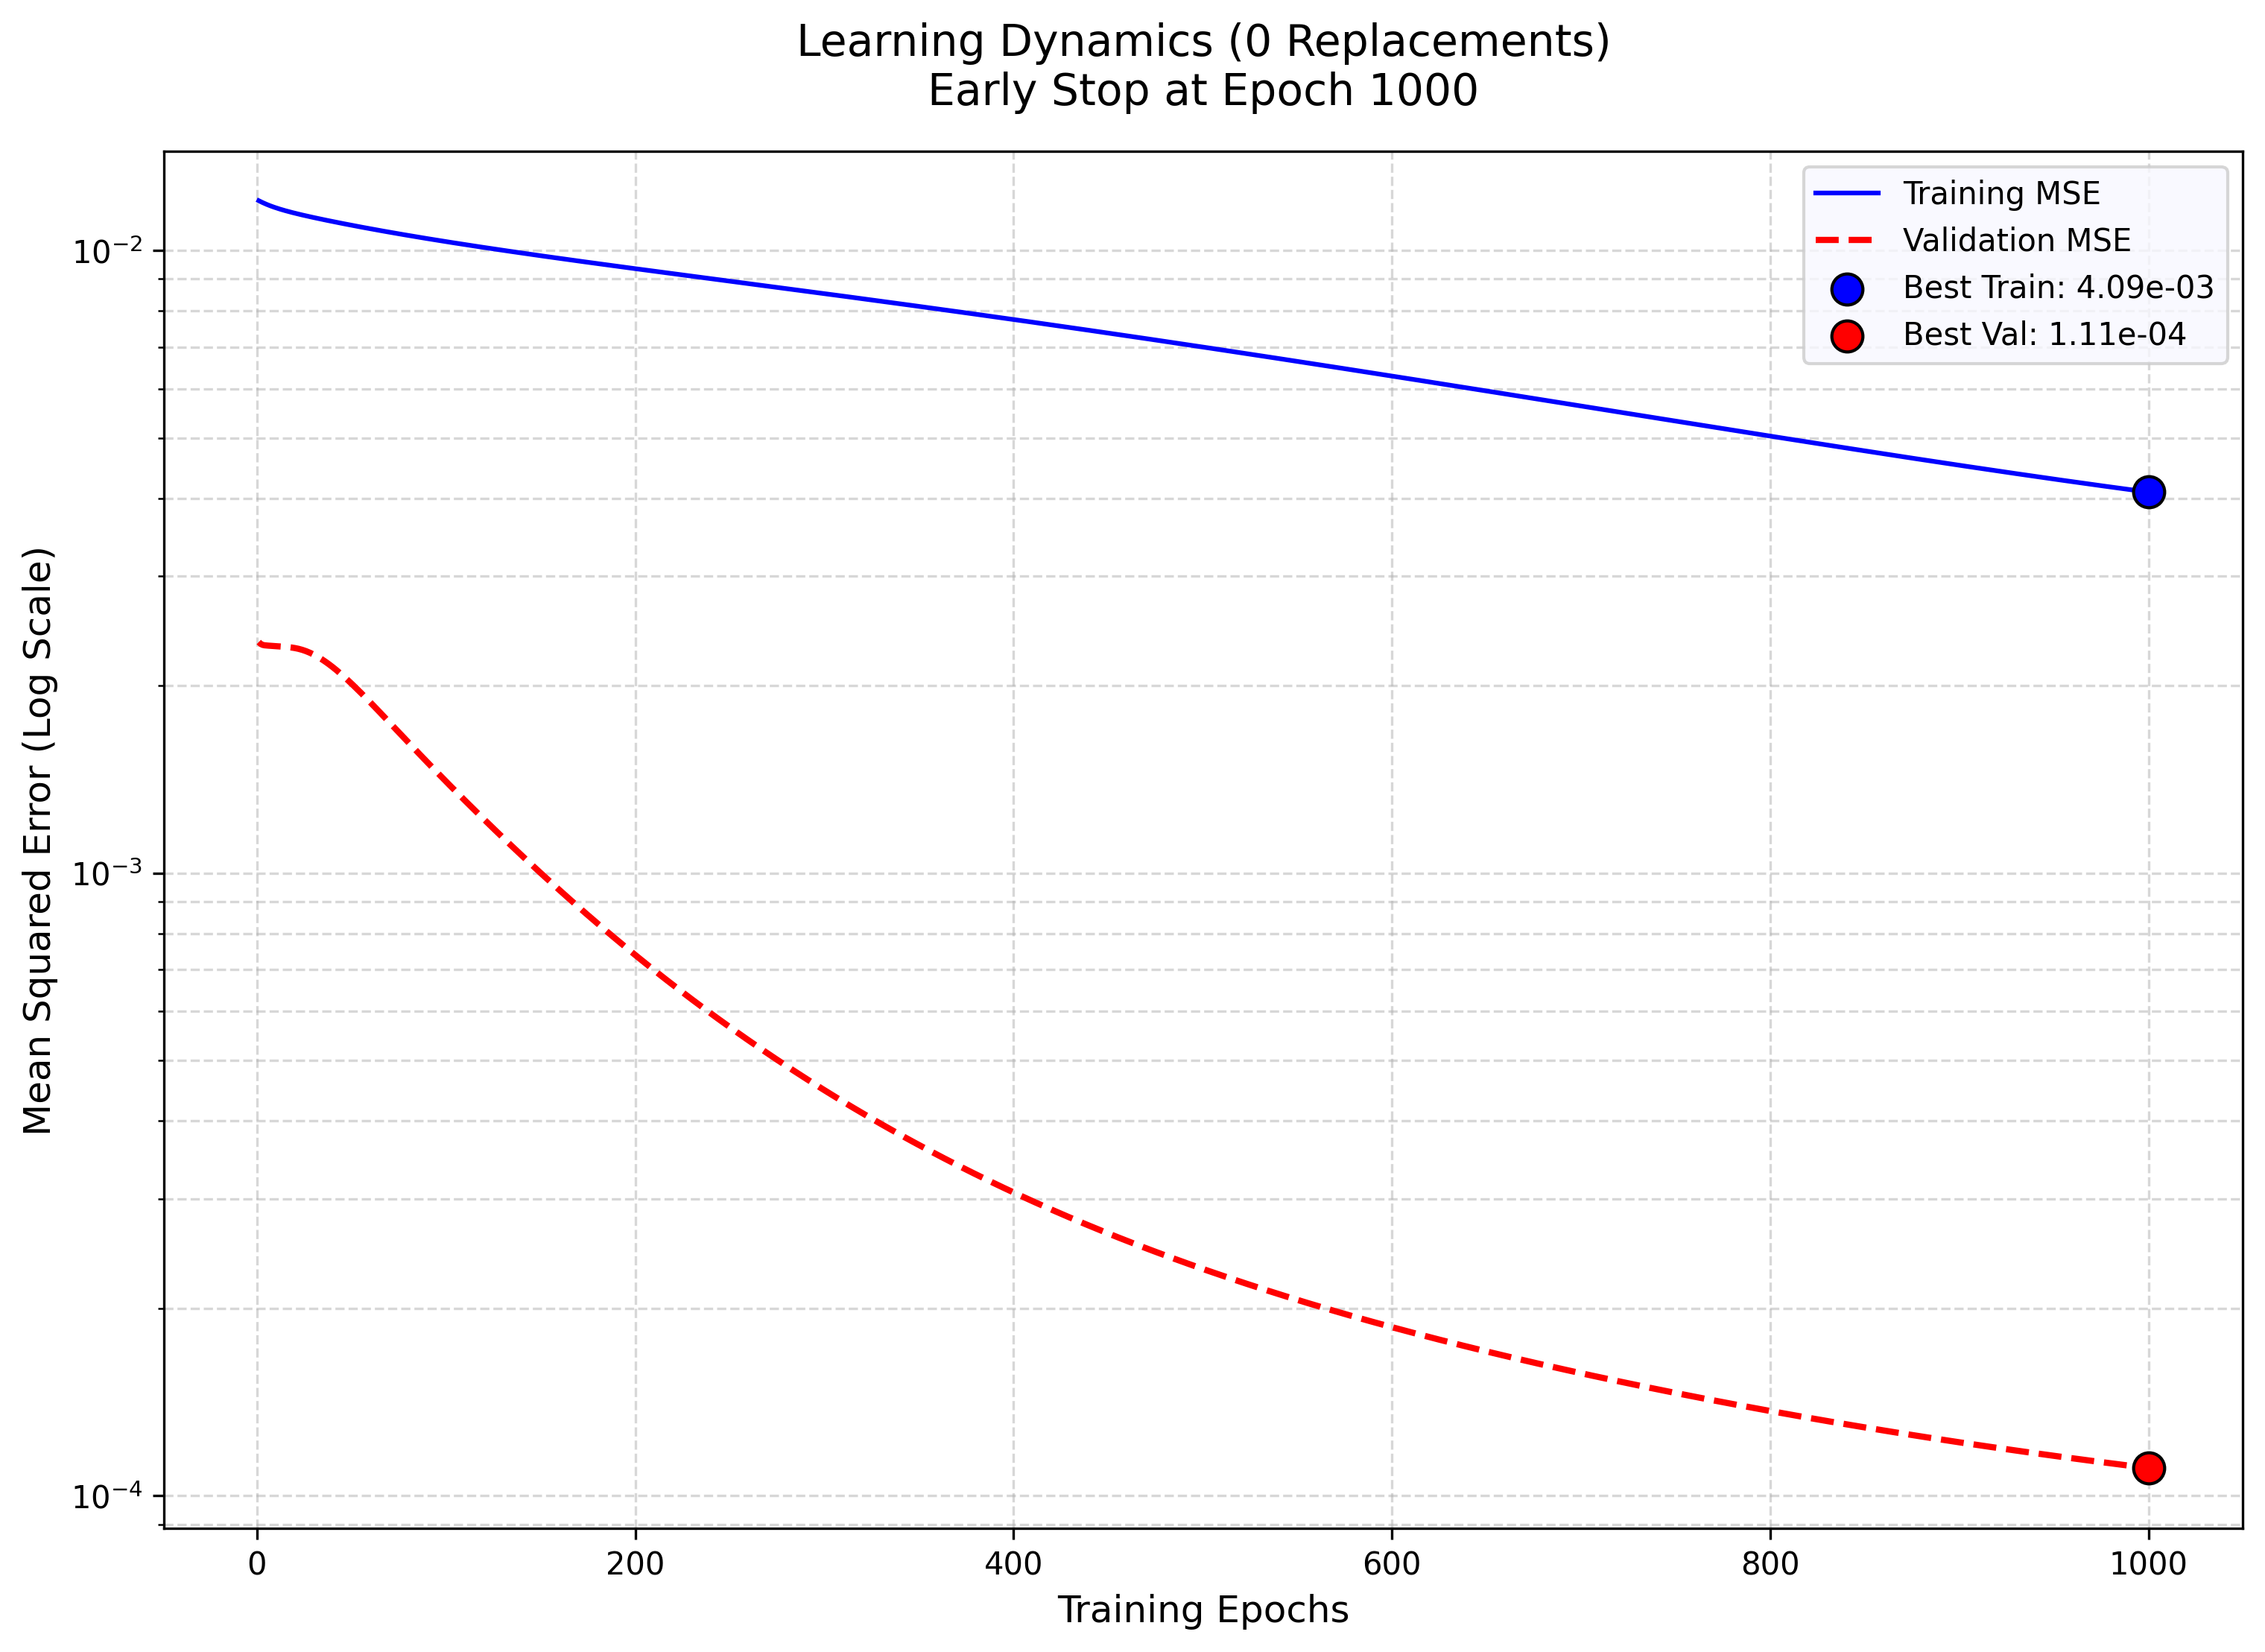 Learning Dynamics (0 Replacements)
Early Stop at Epoch 1000
Training MSE
Validation MSE
Best Train: 4.09e-03
Best Val: 1.11e-04
Mean Squared Error (Log Scale)
10⁻²
10⁻³
10⁻⁴
0 200 400 600 800 1000
Training Epochs